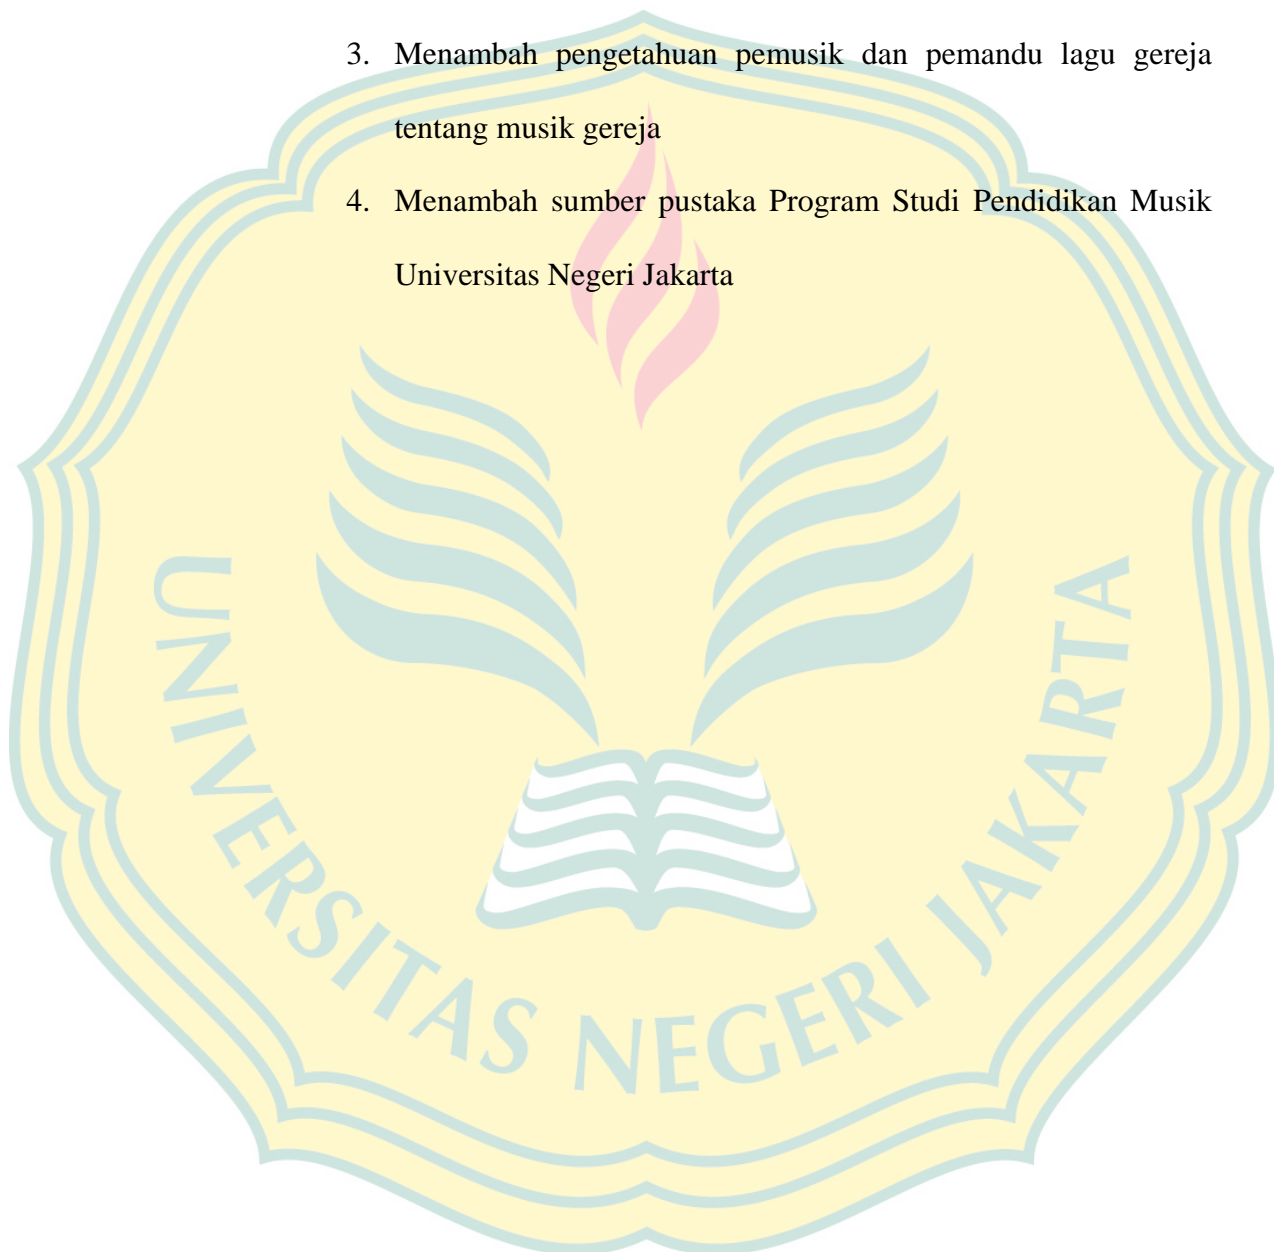 3. Menambah pengetahuan pemusik dan pemandu lagu gereja
tentang musik gereja
4. Menambah sumber pustaka Program Studi Pendidikan Musik
Universitas Negeri Jakarta
UNIVERSITAS NEGERI JAKARTA